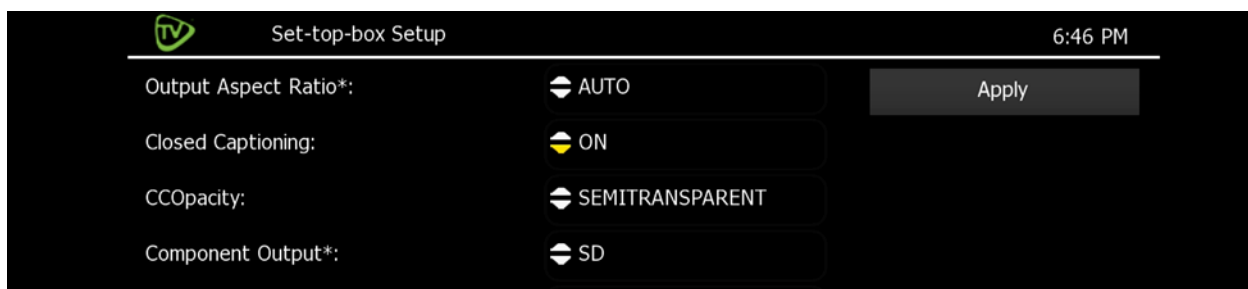 TV Set-top-box Setup 6:46 PM
Output Aspect Ratio*: AUTO Apply
Closed Captioning: ON
CCOpacity: SEMITRANSPARENT
Component Output*: SD